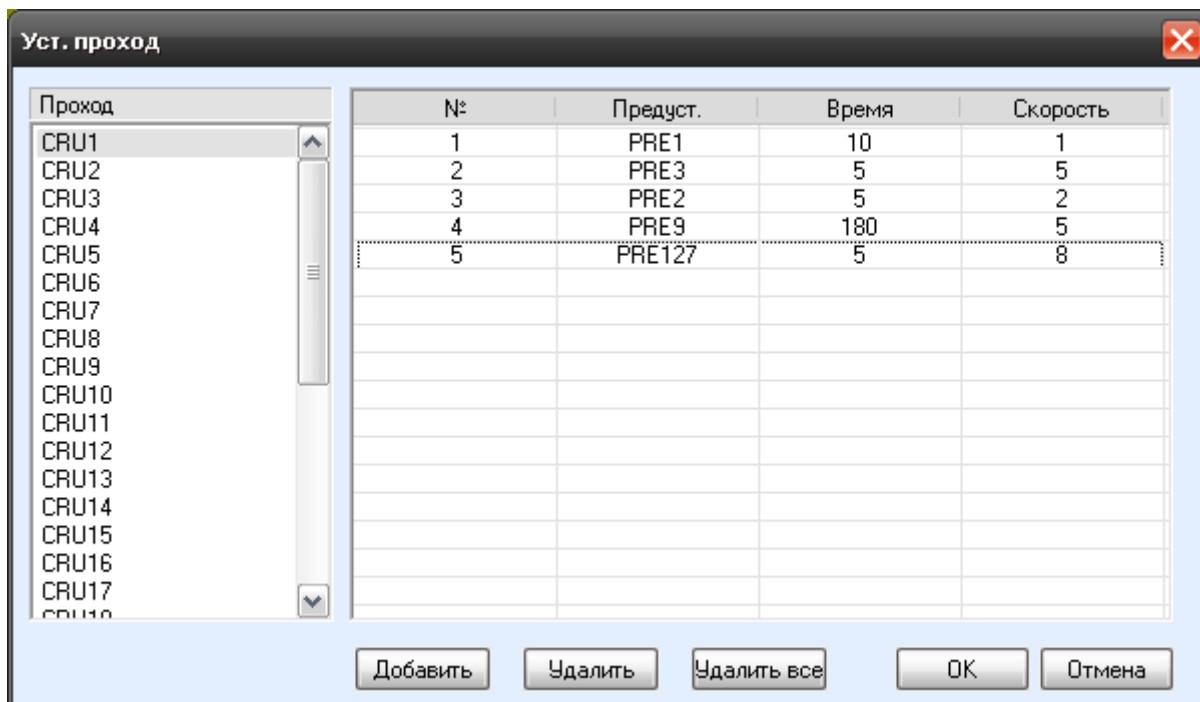 Уст. проход
Проход
CRU1
CRU2
CRU3
CRU4
CRU5
CRU6
CRU7
CRU8
CRU9
CRU10
CRU11
CRU12
CRU13
CRU14
CRU15
CRU16
CRU17
№ Предуст. Время Скорость
1 PRE1 10 1
2 PRE3 5 5
3 PRE2 5 2
4 PRE9 180 5
5 PRE127 5 8
Добавить Удалить Удалить все OK Отмена